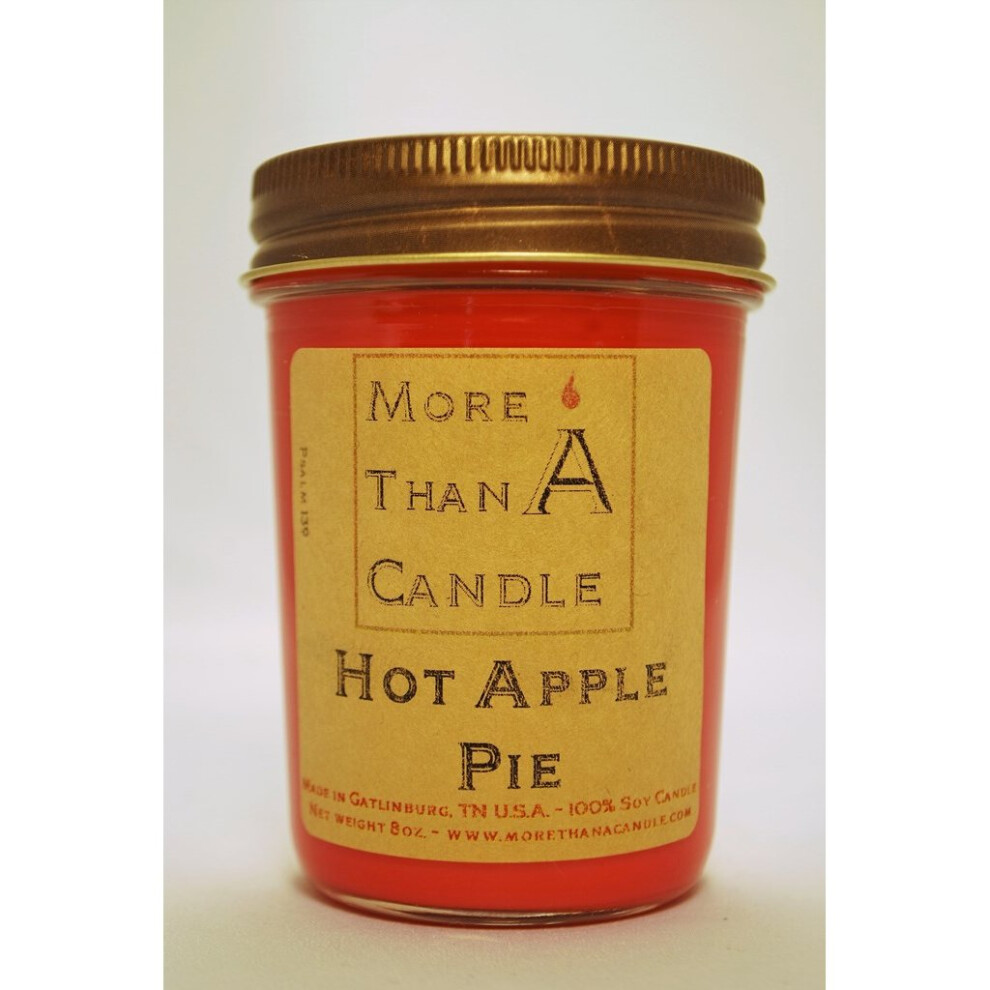 More
Than A
Candle
Hot Apple
Pie
Made in Gatlinburg, TN U.S.A. - 100% Soy Candle
Net weight 8oz. - www.morethanacandle.com
Psalm 139